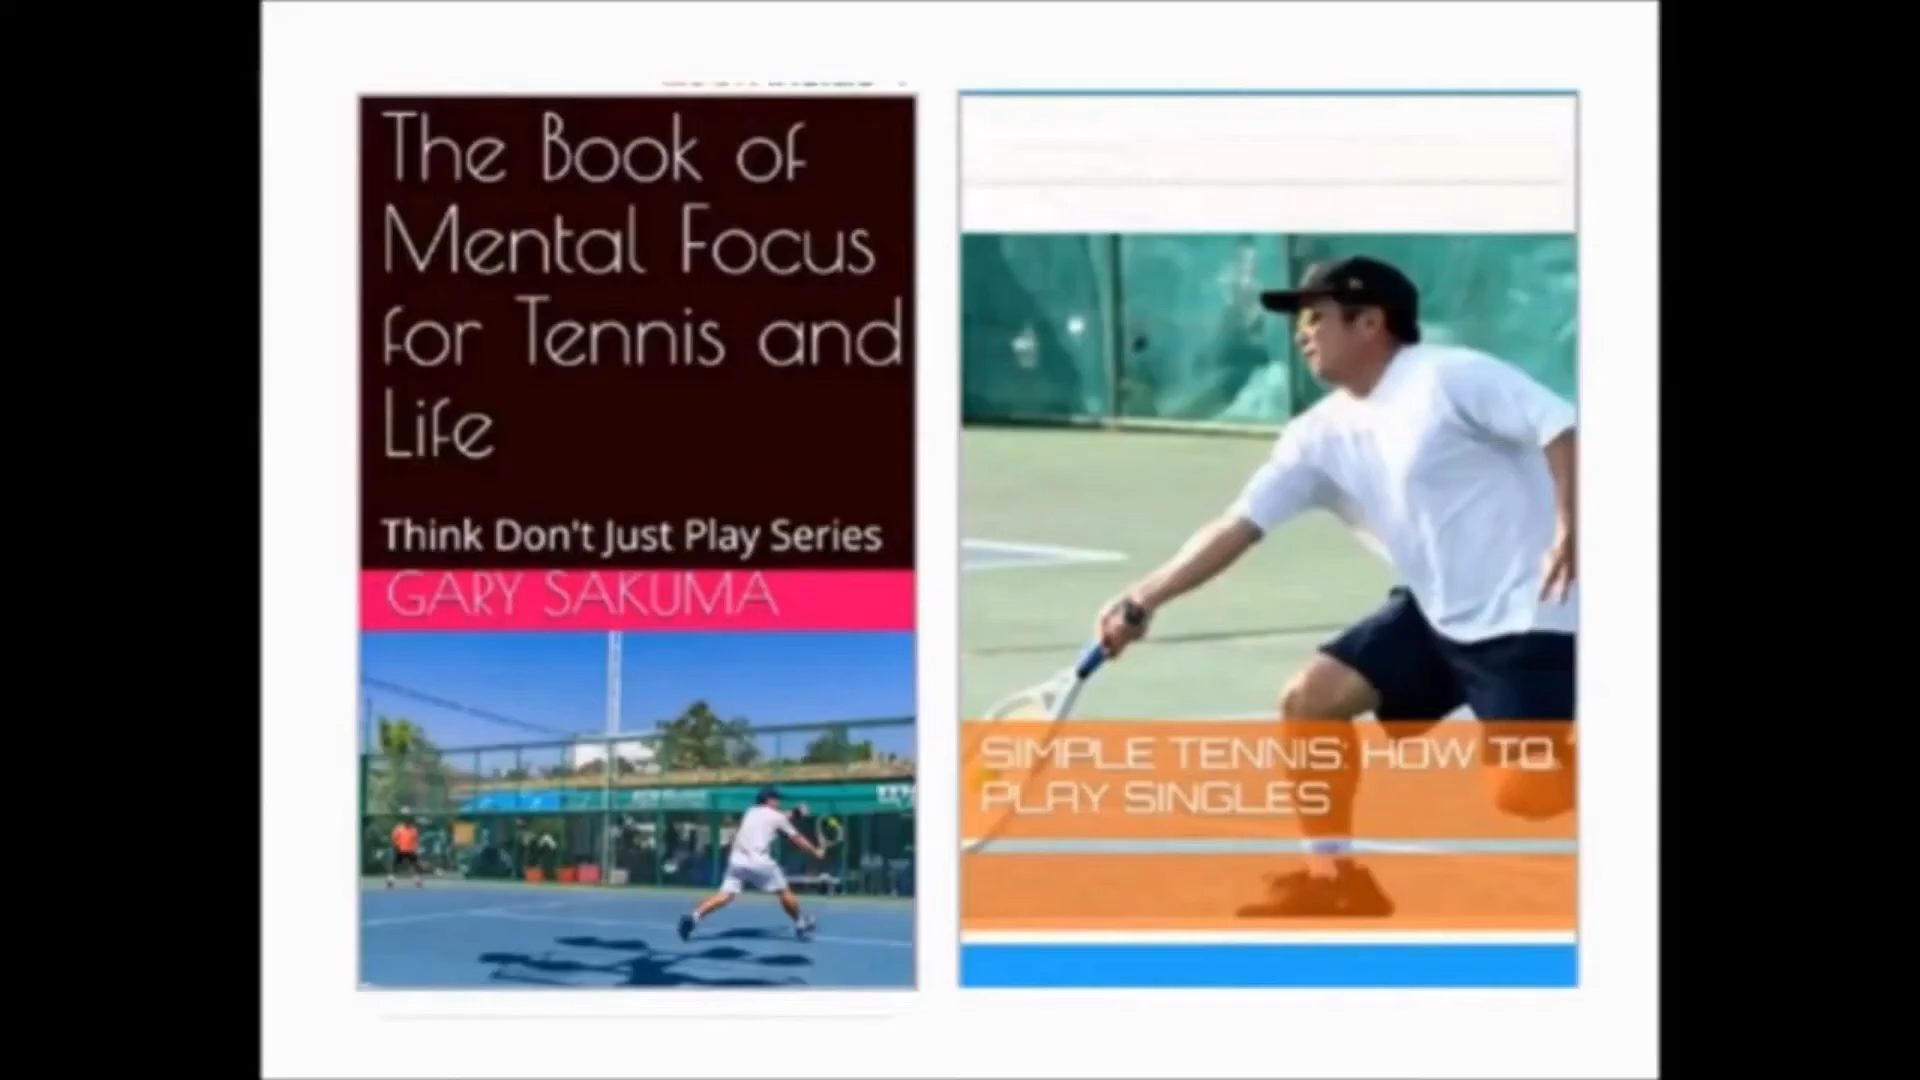 The Book of
Mental Focus
for Tennis and
Life
Think Don't Just Play Series
GARY SAKUMA
SIMPLE TENNIS: HOW TO
PLAY SINGLES